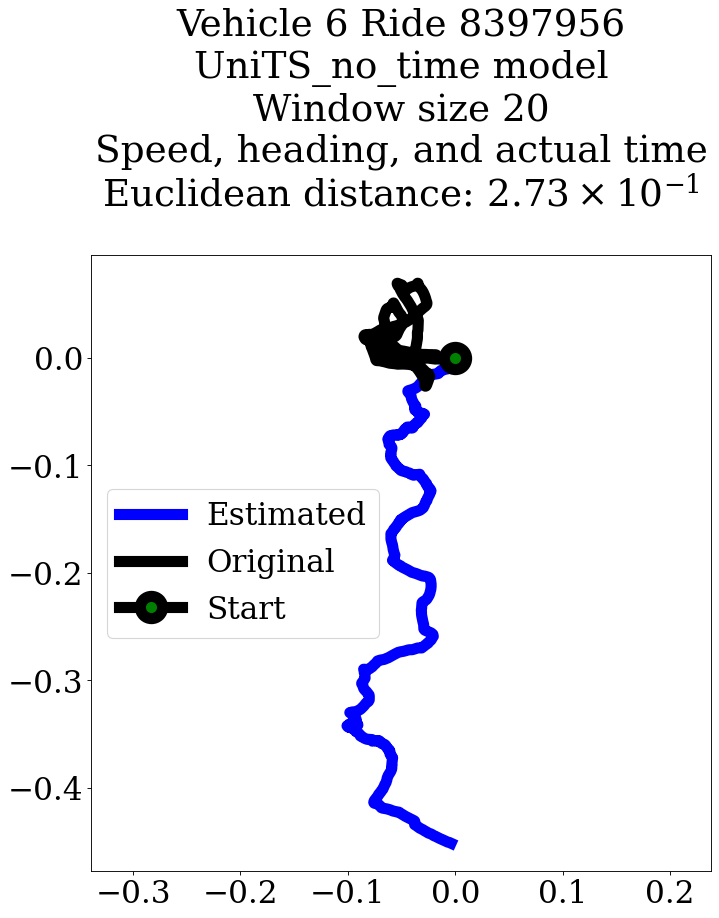 Vehicle 6 Ride 8397956
UniTS_no_time model
Window size 20
Speed, heading, and actual time
Euclidean distance: 2.73 × 10⁻¹
0.0
−0.1
−0.2
−0.3
−0.4
Estimated
Original
Start
−0.3 −0.2 −0.1 0.0 0.1 0.2